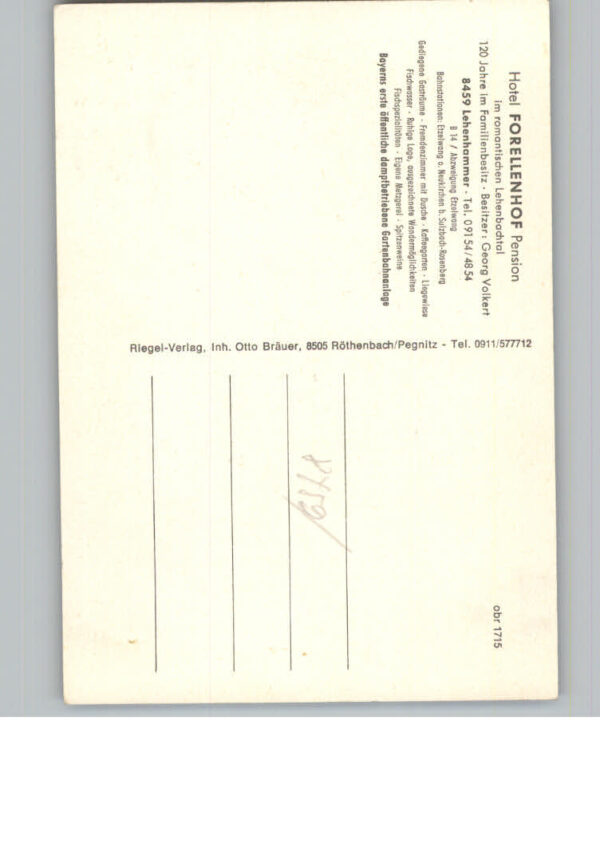 Hotel FORELLENHOF Pension
im romantischen Lehenbachtal
120 Jahre im Familienbesitz · Besitzer: Georg Volkert
8459 Lehenhammer · Tel. 09154/4854
B 14 / Abzweigung Etzelwang
Bahnstationen: Etzelwang o. Neukirchen b. Sulzbach-Rosenberg
Gediegene Gasträume - Fremdenzimmer mit Dusche - Kaffeegarten - Liegewiese
Fischwasser - Ruhige Lage, ausgezeichnete Wandermöglichkeiten
Fischspezialitäten - Eigene Metzgerei - Spitzenweine
Bayerns erste öffentliche dampfbetriebene Gartenbahnanlage
Riegel-Verlag, Inh. Otto Bräuer, 8505 Röthenbach/Pegnitz - Tel. 0911/577712
obr 1715